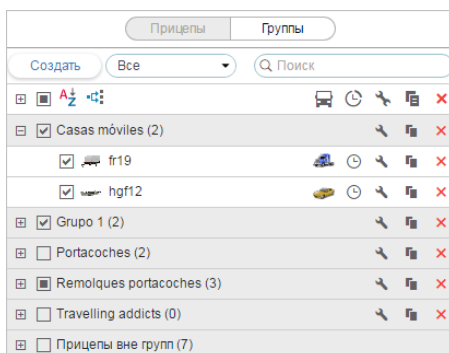 Прицепы Группы
Создать Все Поиск
Casas móviles (2)
fr19
hgf12
Grupo 1 (2)
Portacoches (2)
Remolques portacoches (3)
Travelling addicts (0)
Прицепы вне групп (7)